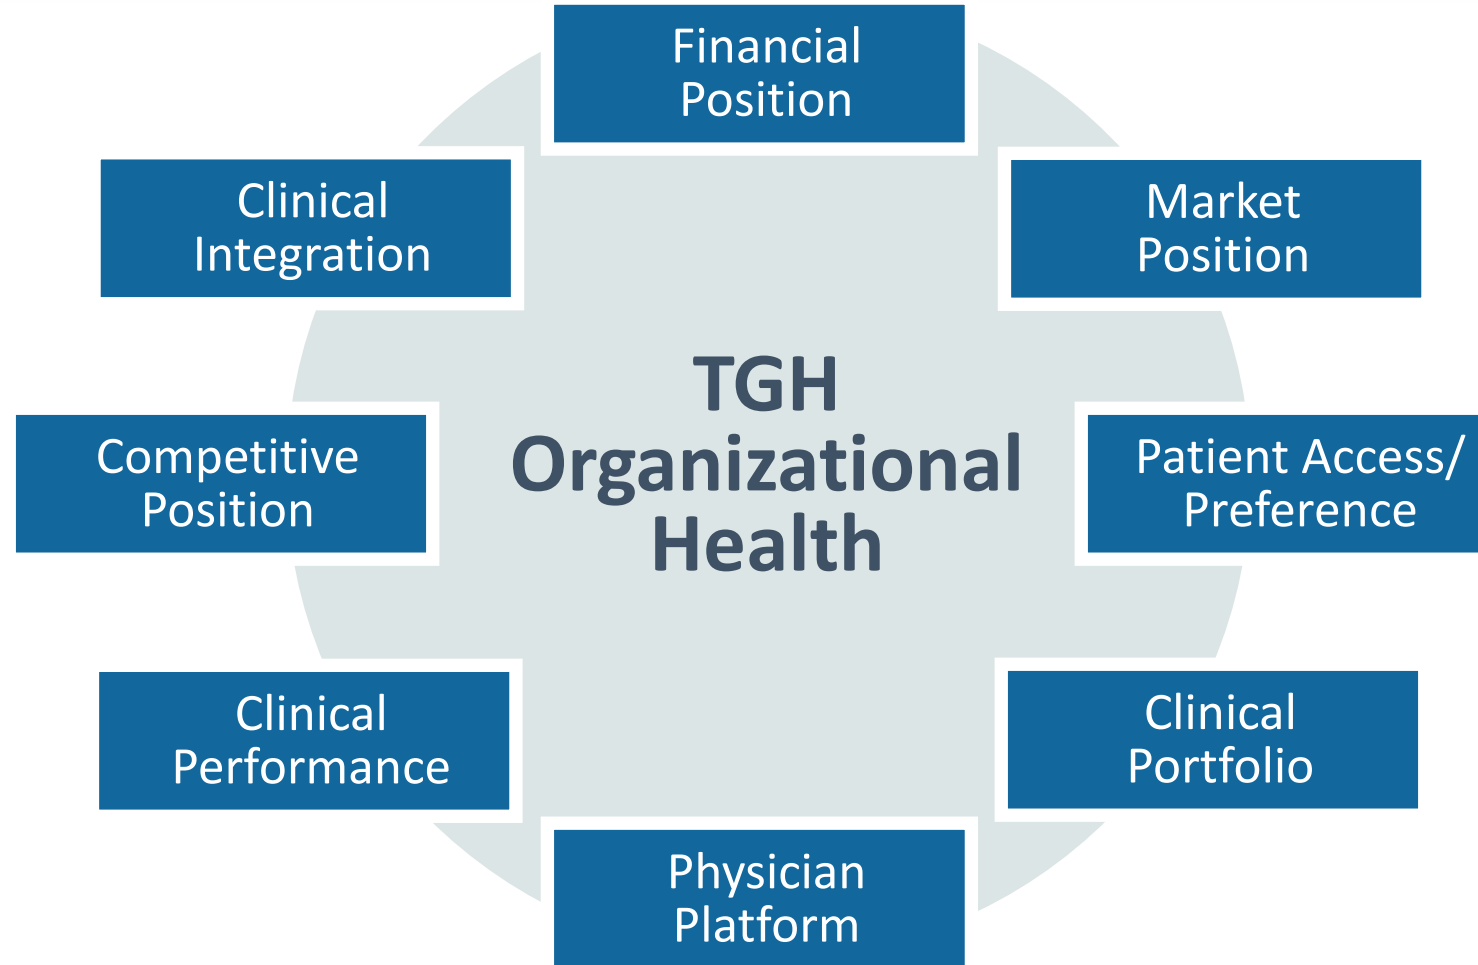 Financial
Position
Clinical
Integration
Market
Position
TGH
Organizational
Health
Competitive
Position
Patient Access/
Preference
Clinical
Performance
Clinical
Portfolio
Physician
Platform